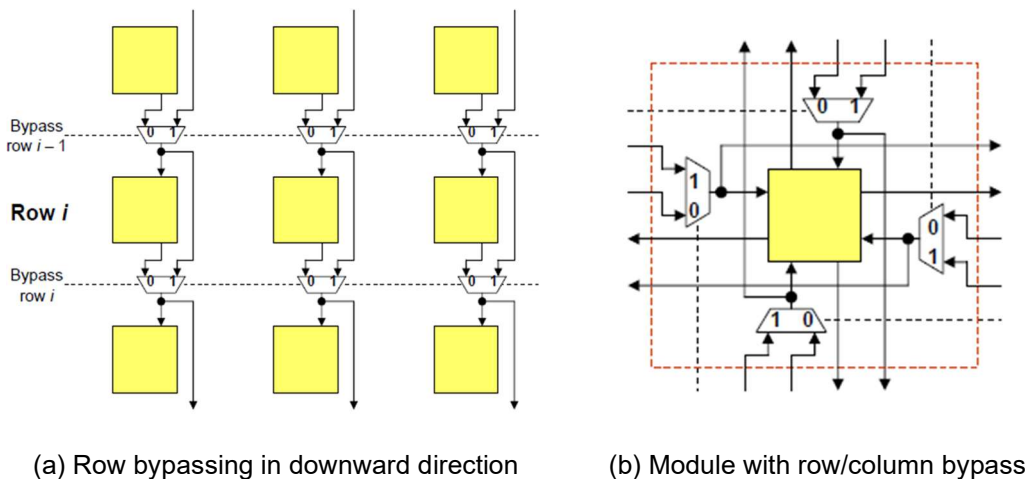 0 1
0 1
0 1
Bypass
row i – 1
Row i
0 1
0 1
0 1
Bypass
row i
(a) Row bypassing in downward direction
0 1
1
0
0
1
1 0
(b) Module with row/column bypass